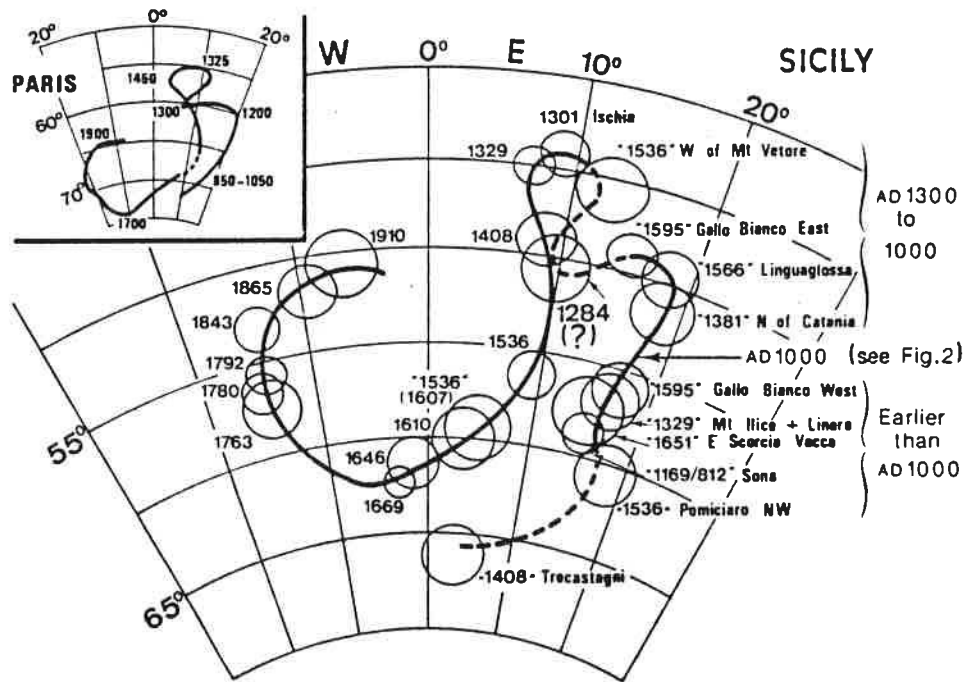 0°
20°
20°
1325
1450
PARIS
1300
1200
60°
1900
850-1050
70°
1700
W
0°
E
10°
SICILY
20°
1301 Ischia
1329
"1536" W of Mt Vetore
AD 1300
to
1000
1408
"1595" Gallo Bianco East
1910
"1566" Linguaglossa
1865
1284
(?)
"1381" N of Catania
1843
1536
AD 1000 (see Fig.2)
1792
"1536"
(1607)
"1595" Gallo Bianco West
1780
"1329" Mt Ilice + Linera
Earlier
than
AD 1000
1610
"1651" E Scorcia Vacca
1763
55°
1646
"1169/812" Sona
1669
-1536- Pomiciaro NW
-1408- Trecastagni
65°